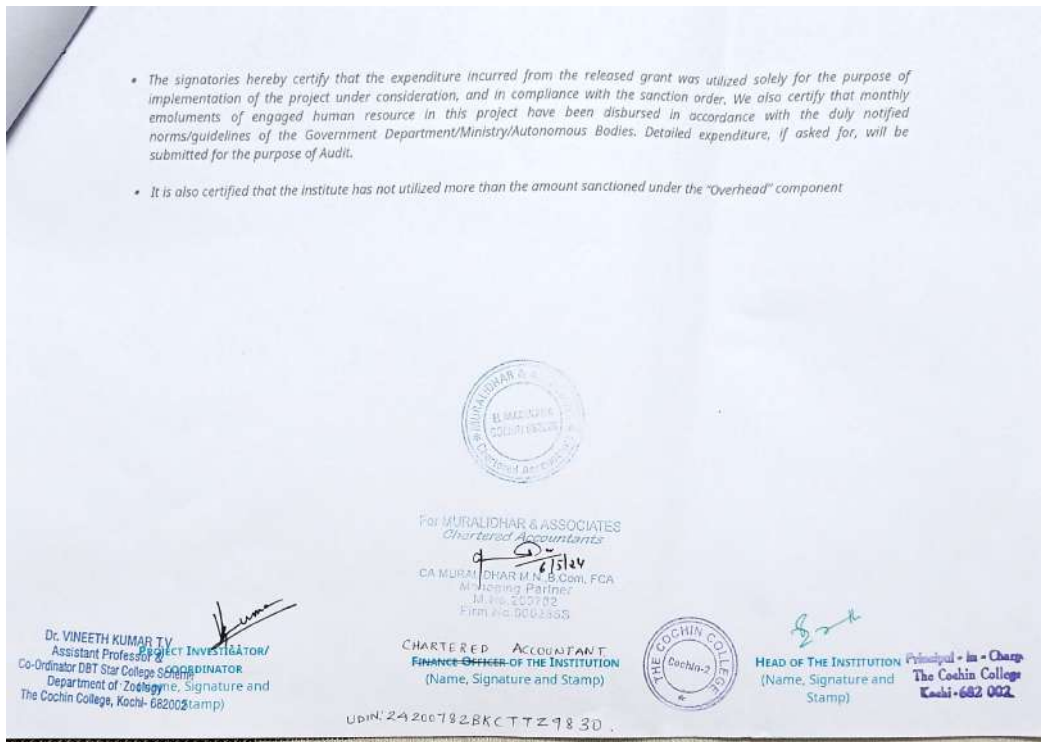 • The signatories hereby certify that the expenditure incurred from the released grant was utilized solely for the purpose of
implementation of the project under consideration, and in compliance with the sanction order. We also certify that monthly
emoluments of engaged human resource in this project have been disbursed in accordance with the duly notified
norms/guidelines of the Government Department/Ministry/Autonomous Bodies. Detailed expenditure, if asked for, will be
submitted for the purpose of Audit.
• It is also certified that the institute has not utilized more than the amount sanctioned under the "Overhead" component
MURALIDHAR &
Chartered
For MURALIDHAR & ASSOCIATES
Chartered Accountants
6/5/24
CA MURALIDHAR M.N. B.Com, FCA
Managing Partner
M.No.200782
Firm No.
Dr. VINEETH KUMAR T.V
Assistant Professor &
Co-Ordinator DBT Star College Scheme
Department of Zoology
The Cochin College, Kochi- 682002
PROJECT INVESTIGATOR/
COORDINATOR
(Name, Signature and
Stamp)
CHARTERED ACCOUNTANT
FINANCE OFFICER OF THE INSTITUTION
(Name, Signature and Stamp)
THE COCHIN COLLEGE
Cochin-2
HEAD OF THE INSTITUTION
(Name, Signature and
Stamp)
Principal - in - Charge
The Cochin College
Kochi-682 002
UDIN: 24200782BKCTTZ9830.